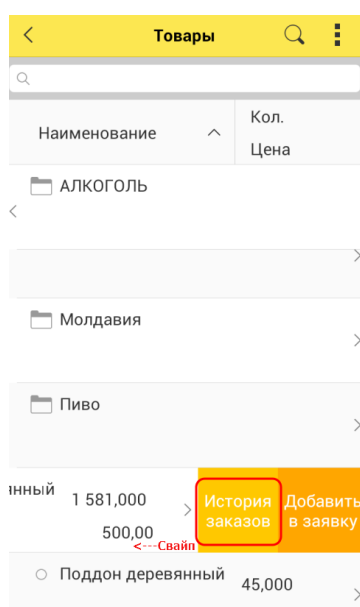 Товары
Наименование
Кол.
Цена
АЛКОГОЛЬ
Молдавия
Пиво
янный
1 581,000
500,00
<---Свайп
История
заказов
Добавить
в заявку
Поддон деревянный
45,000